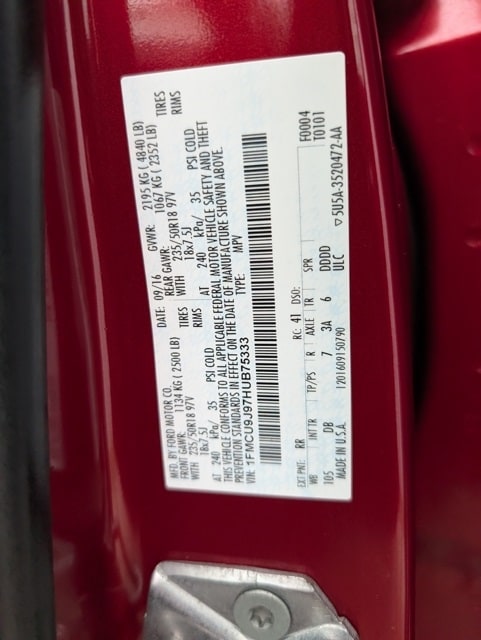 MFD. BY FORD MOTOR CO.
DATE: 09/16 GVWR: 2195 KG ( 4840 LB)
FRONT GAWR: 1134 KG ( 2500 LB) REAR GAWR: 1067 KG ( 2352 LB)
WITH 235/50R18 97V TIRES WITH 235/50R18 97V TIRES
18x7.5J RIMS 18x7.5J RIMS
AT 240 kPa/ 35 PSI COLD AT 240 kPa/ 35 PSI COLD
THIS VEHICLE CONFORMS TO ALL APPLICABLE FEDERAL MOTOR VEHICLE SAFETY AND THEFT
PREVENTION STANDARDS IN EFFECT ON THE DATE OF MANUFACTURE SHOWN ABOVE.
VIN: 1FMCU9J97HUB75333 TYPE: MPV
EXT PNT: RR RC: 41 DSO: F0004
WB INT TR TP/PS R AXLE TR SPR T0101
105 DB 7 3A 6 DDDD
MADE IN U.S.A. 1201609150790 ULC ▽5U5A-3520472-AA